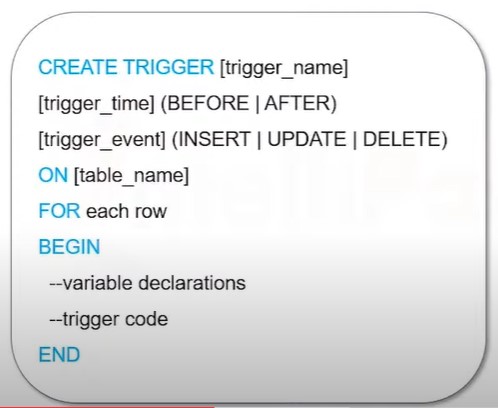 CREATE TRIGGER [trigger_name]
[trigger_time] (BEFORE | AFTER)
[trigger_event] (INSERT | UPDATE | DELETE)
ON [table_name]
FOR each row
BEGIN
--variable declarations
--trigger code
END